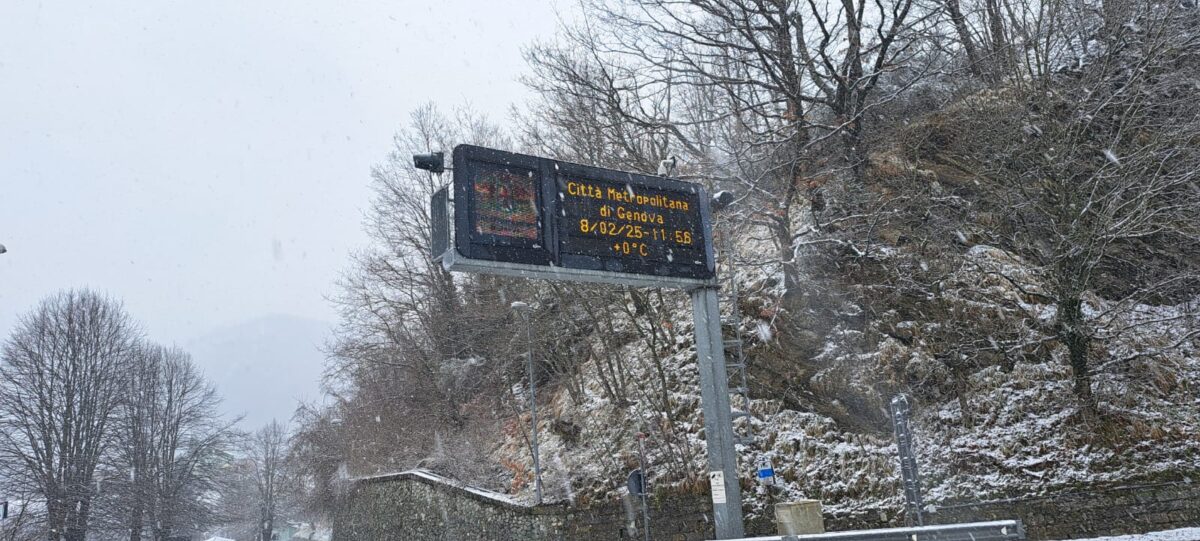 Città Metropolitana
di Genova
8/02/25-11:56
+0°C